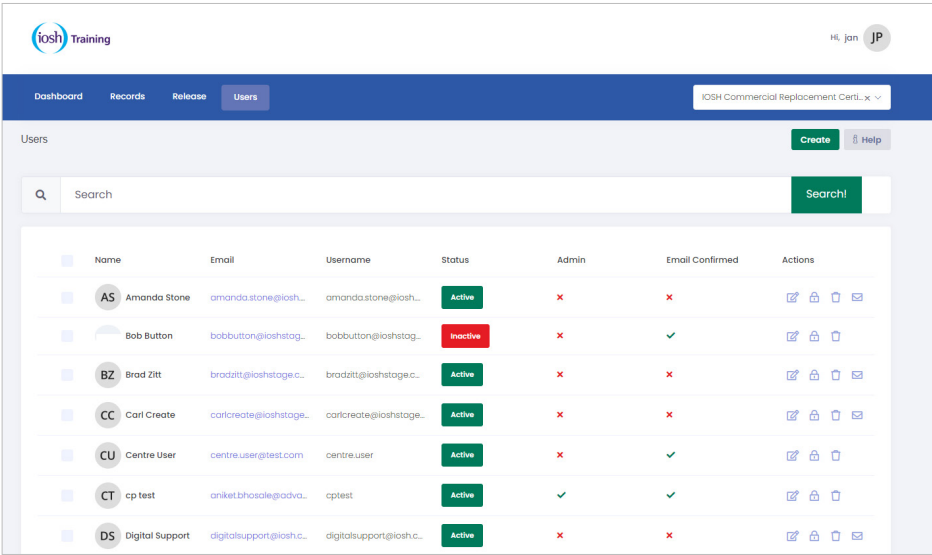 iosh Training
Hi, jan JP
Dashboard Records Release Users IOSH Commercial Replacement Certi...
Users Create Help
Search Search!
Name Email Username Status Admin Email Confirmed Actions
AS Amanda Stone amanda.stone@iosh... amanda.stone@iosh... Active
Bob Button bobbutton@ioshstag... bobbutton@ioshstag... Inactive
BZ Brad Zitt bradzitt@ioshstage.c... bradzitt@ioshstage.c... Active
CC Carl Create carlcreate@ioshstage... carlcreate@ioshstage... Active
CU Centre User centre.user@test.com centre.user Active
CT cp test aniket.bhosale@adva... cptest Active
DS Digital Support digitalsupport@iosh.c... digitalsupport@iosh.c... Active